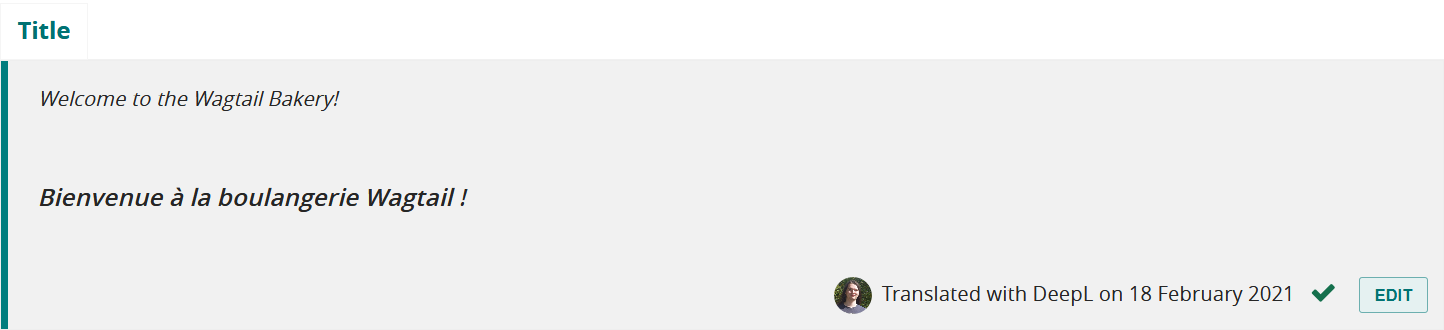 Title
Welcome to the Wagtail Bakery!
Bienvenue à la boulangerie Wagtail !
Translated with DeepL on 18 February 2021
EDIT